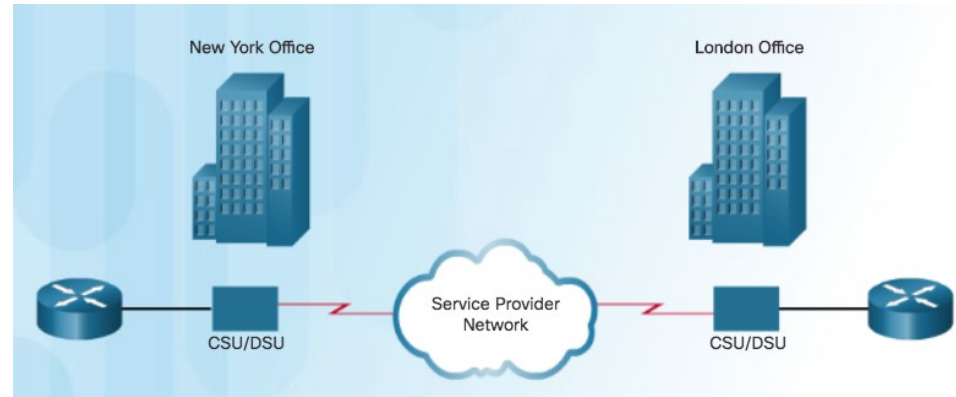 New York Office
London Office
Service Provider
Network
CSU/DSU
CSU/DSU